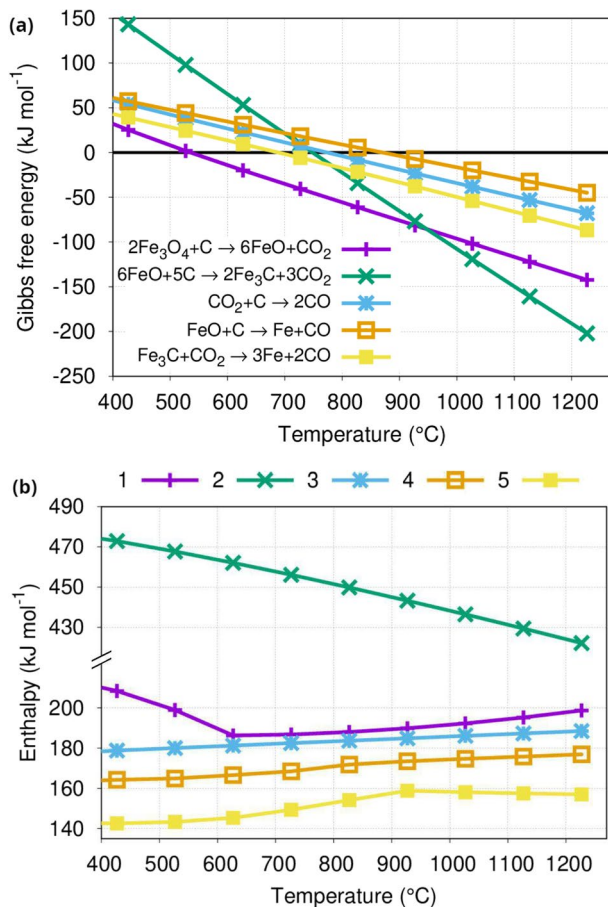 (a)
150
100
50
0
-50
-100
-150
-200
-250
Gibbs free energy (kJ mol⁻¹)
2Fe₃O₄+C → 6FeO+CO₂
6FeO+5C → 2Fe₃C+3CO₂
CO₂+C → 2CO
FeO+C → Fe+CO
Fe₃C+CO₂ → 3Fe+2CO
400 500 600 700 800 900 1000 1100 1200
Temperature (°C)
(b)
1 2 3 4 5
490
470
450
430
200
180
160
140
Enthalpy (kJ mol⁻¹)
400 500 600 700 800 900 1000 1100 1200
Temperature (°C)